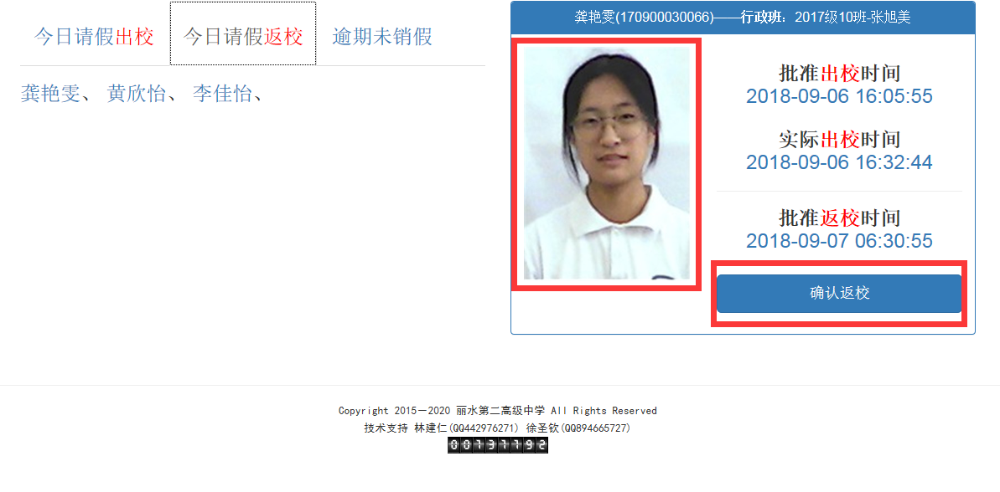 今日请假出校
今日请假返校
逾期未销假
龚艳雯、 黄欣怡、 李佳怡、
龚艳雯(170900030066)——行政班：2017级10班-张旭美
批准出校时间
2018-09-06 16:05:55
实际出校时间
2018-09-06 16:32:44
批准返校时间
2018-09-07 06:30:55
确认返校
Copyright 2015－2020 丽水第二高级中学 All Rights Reserved
技术支持 林建仁(QQ442976271) 徐圣钦(QQ894665727)
00737792